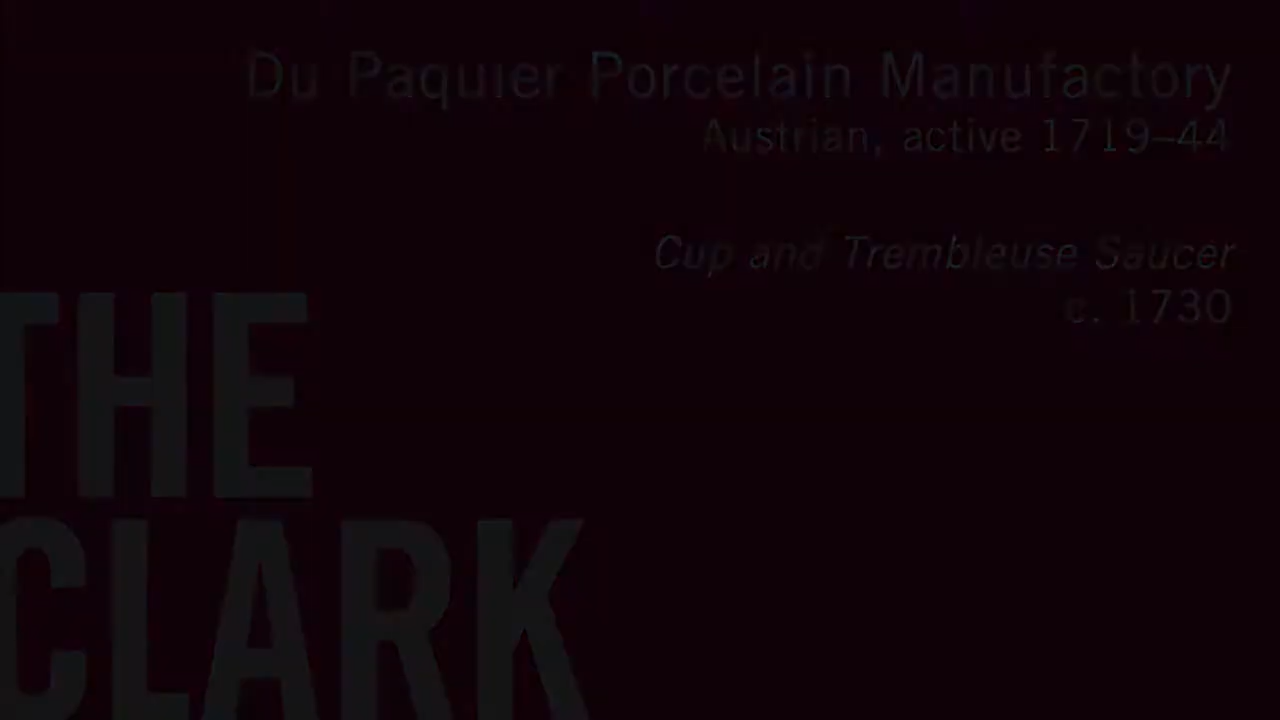 Du Paquier Porcelain Manufactory
Austrian, active 1719–44
Cup and Trembleuse Saucer
c. 1730
THE
CLARK